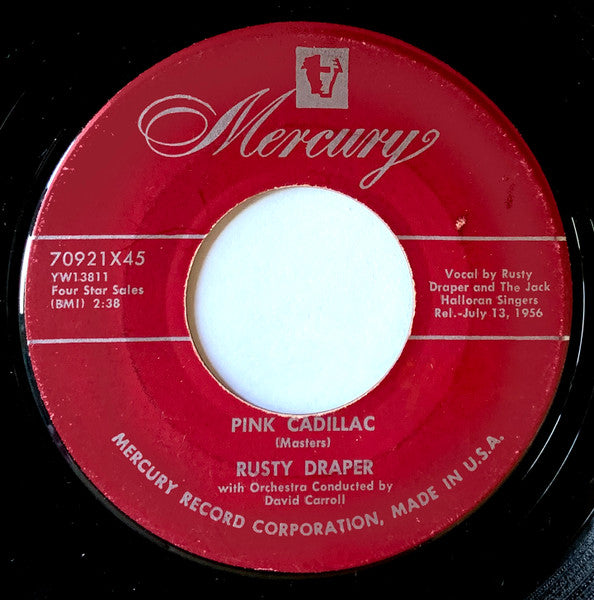 Mercury
70921X45
YW13811
Four Star Sales
(BMI) 2:38
Vocal by Rusty
Draper and The Jack
Halloran Singers
Rel.-July 13, 1956
PINK CADILLAC
(Masters)
RUSTY DRAPER
with Orchestra Conducted by
David Carroll
MERCURY RECORD CORPORATION, MADE IN U.S.A.